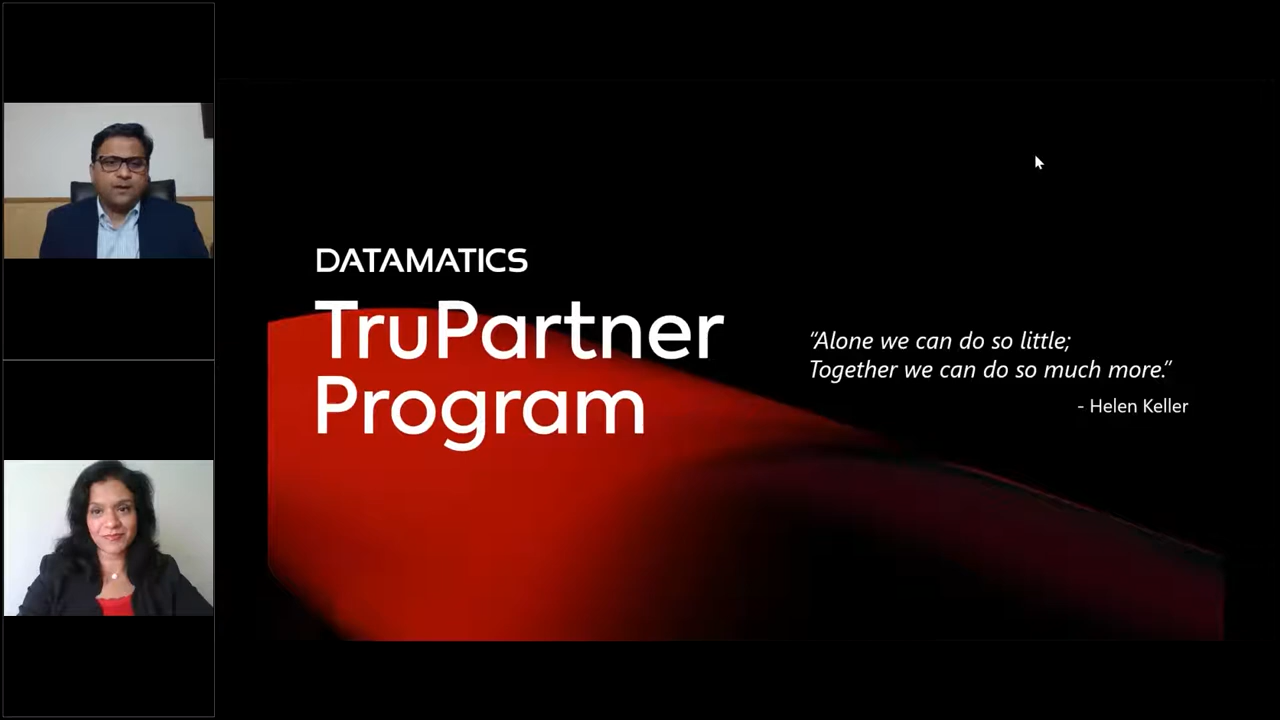 DATAMATICS
TruPartner
Program
“Alone we can do so little;
Together we can do so much more.”
- Helen Keller